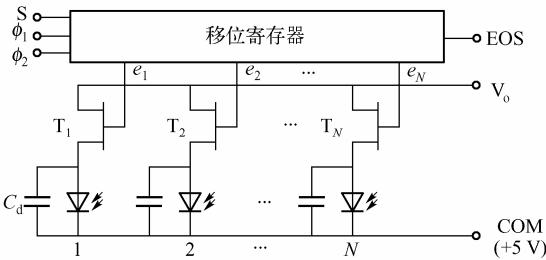 S
ϕ1
ϕ2
移位寄存器
EOS
e1 e2 ... eN
Vo
T1 T2 ... TN
Cd ...
COM
(+5 V)
1 2 ... N